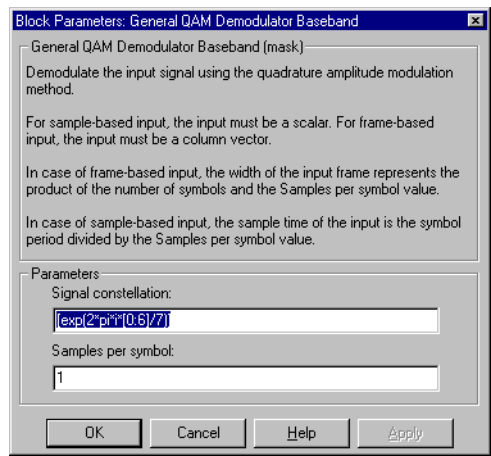 Block Parameters: General QAM Demodulator Baseband
General QAM Demodulator Baseband (mask)
Demodulate the input signal using the quadrature amplitude modulation
method.
For sample-based input, the input must be a scalar. For frame-based
input, the input must be a column vector.
In case of frame-based input, the width of the input frame represents the
product of the number of symbols and the Samples per symbol value.
In case of sample-based input, the sample time of the input is the symbol
period divided by the Samples per symbol value.
Parameters
Signal constellation:
[exp(2*pi*i*[0:6]/7)]
Samples per symbol:
1
OK Cancel Help Apply